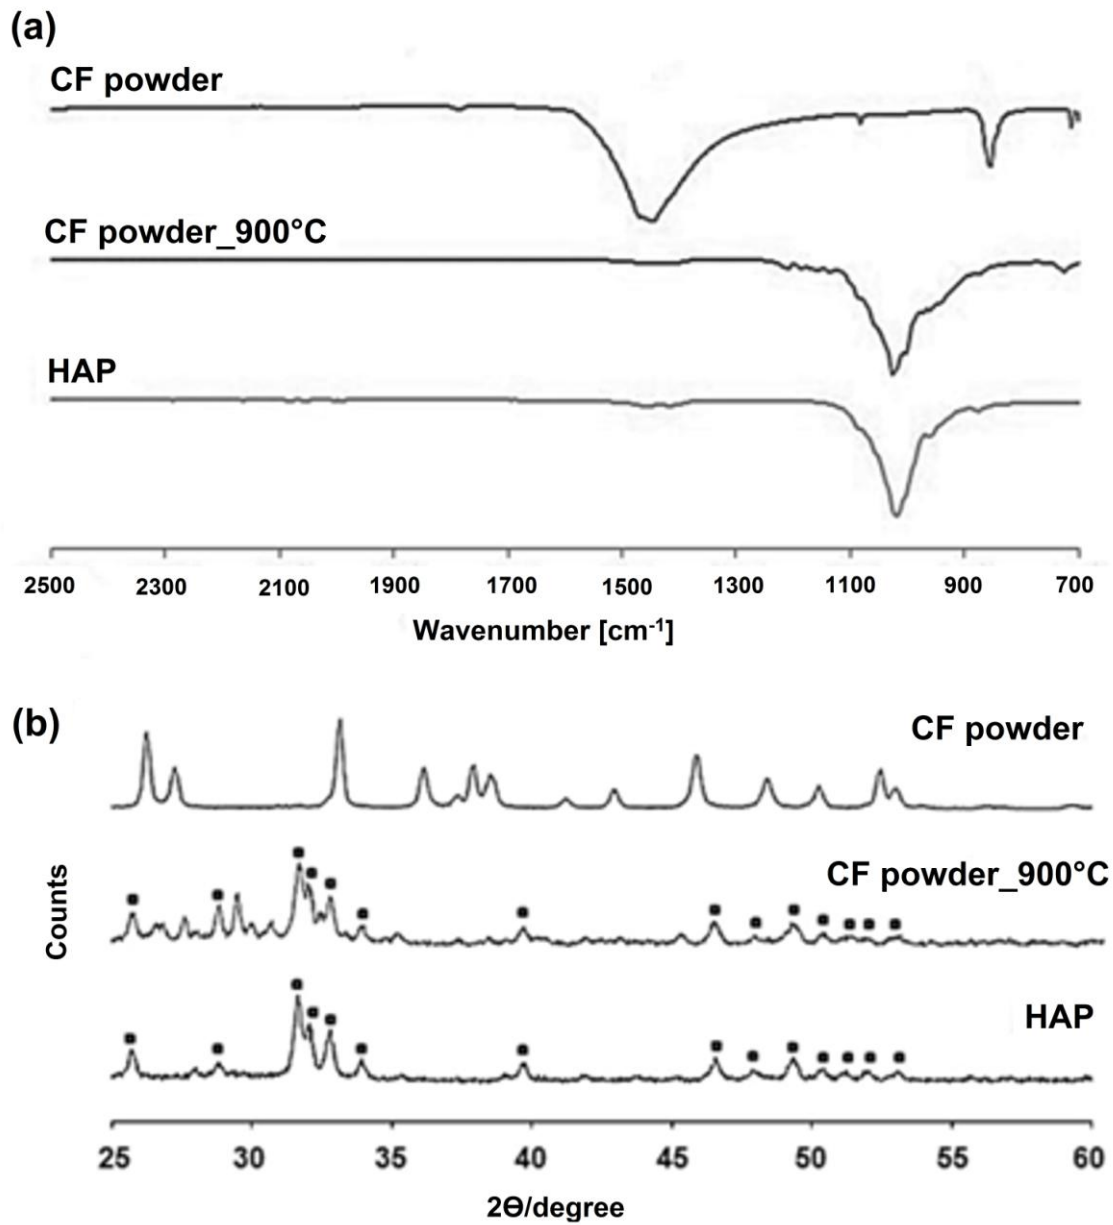 (a)
CF powder
CF powder_900°C
HAP
2500 2300 2100 1900 1700 1500 1300 1100 900 700
Wavenumber [cm-1]
(b)
CF powder
CF powder_900°C
HAP
Counts
25 30 35 40 45 50 55 60
2Θ/degree